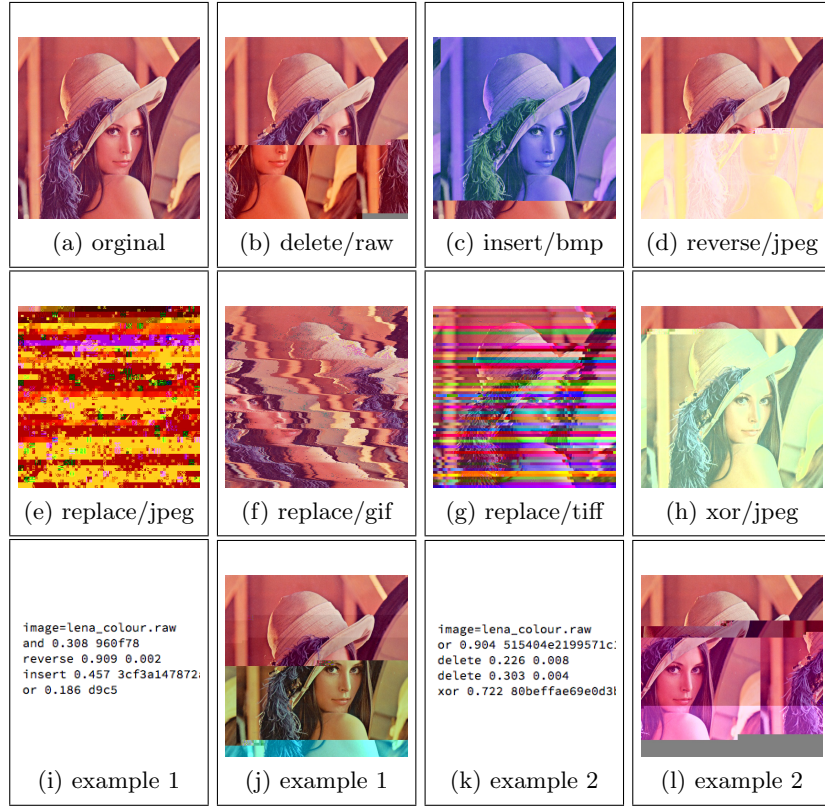 (a) orginal
(b) delete/raw
(c) insert/bmp
(d) reverse/jpeg
(e) replace/jpeg
(f) replace/gif
(g) replace/tiff
(h) xor/jpeg
image=lena_colour.raw
and 0.308 960f78
reverse 0.909 0.002
insert 0.457 3cf3a147872
or 0.186 d9c5
(i) example 1
(j) example 1
image=lena_colour.raw
or 0.904 515404e2199571c
delete 0.226 0.008
delete 0.303 0.004
xor 0.722 80beffae69e0d3
(k) example 2
(l) example 2